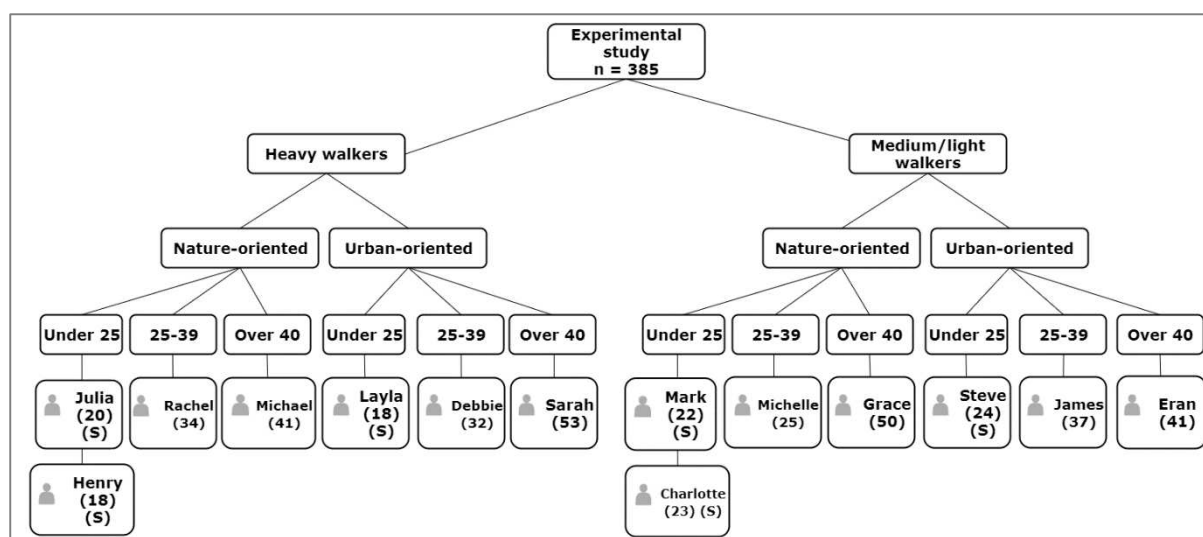 Experimental
study
n = 385
Heavy walkers
Medium/light
walkers
Nature-oriented
Urban-oriented
Nature-oriented
Urban-oriented
Under 25
25-39
Over 40
Under 25
25-39
Over 40
Under 25
25-39
Over 40
Under 25
25-39
Over 40
Julia
(20)
(S)
Rachel
(34)
Michael
(41)
Layla
(18)
(S)
Debbie
(32)
Sarah
(53)
Mark
(22)
(S)
Michelle
(25)
Grace
(50)
Steve
(24)
(S)
James
(37)
Eran
(41)
Henry
(18)
(S)
Charlotte
(23) (S)